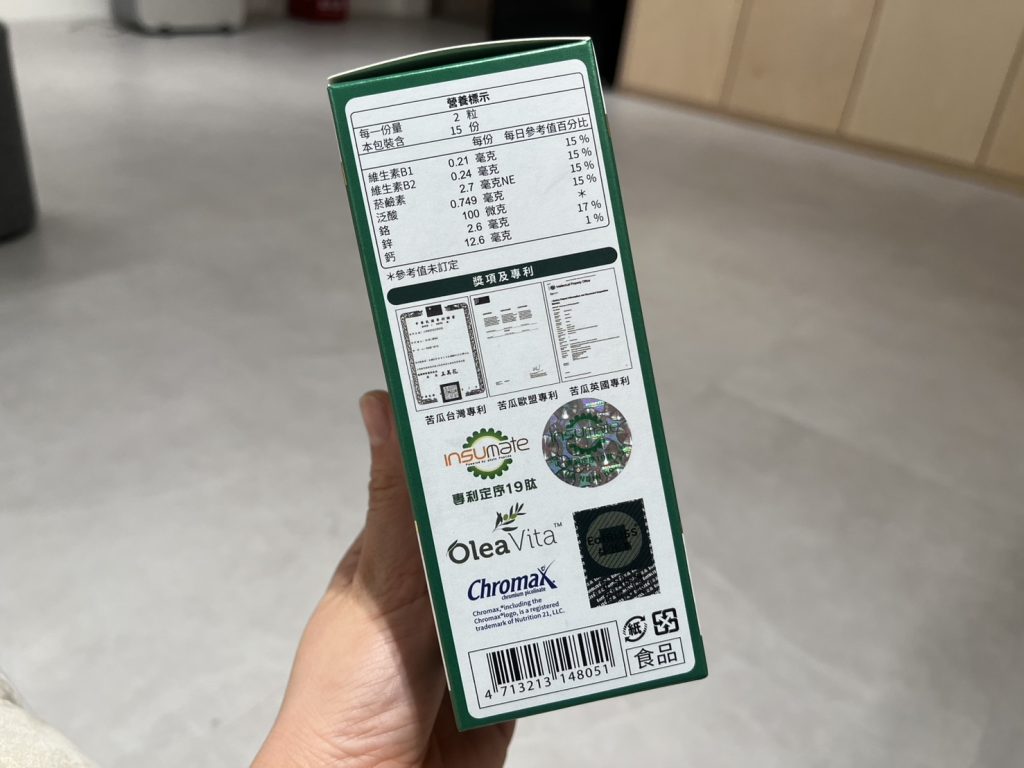 營養標示
每一份量 2 粒
本包裝含 15 份
每份 每日參考值百分比
維生素B1 0.21 毫克 15 %
維生素B2 0.24 毫克 15 %
菸鹼素 2.7 毫克NE 15 %
泛酸 0.749 毫克 15 %
鉻 100 微克 *
鋅 2.6 毫克 17 %
鈣 12.6 毫克 1 %
*參考值未訂定
獎項及專利
Intellectual Property Office
苦瓜台灣專利 苦瓜歐盟專利 苦瓜英國專利
insumate
insumate
專利定序19肽
OleaVita™
Chromax
chromium picolinate
Chromax,®including the
Chromax®logo, is a registered
trademark of Nutrition 21, LLC.
紙
食品
4 713213 148051